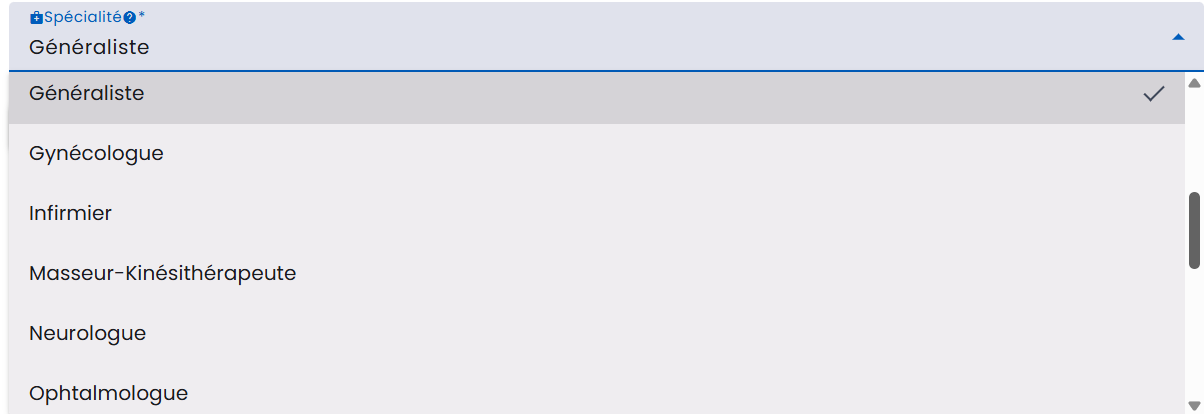 Spécialité *
Généraliste
Généraliste
Gynécologue
Infirmier
Masseur-Kinésithérapeute
Neurologue
Ophtalmologue